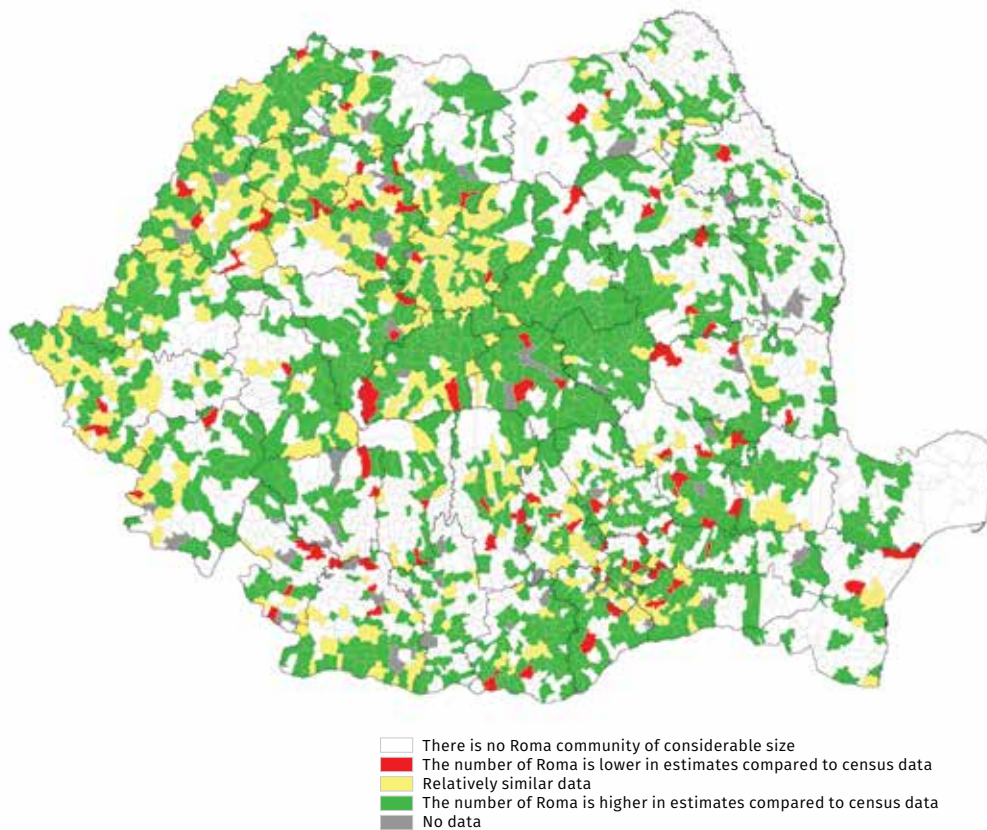 There is no Roma community of considerable size
The number of Roma is lower in estimates compared to census data
Relatively similar data
The number of Roma is higher in estimates compared to census data
No data